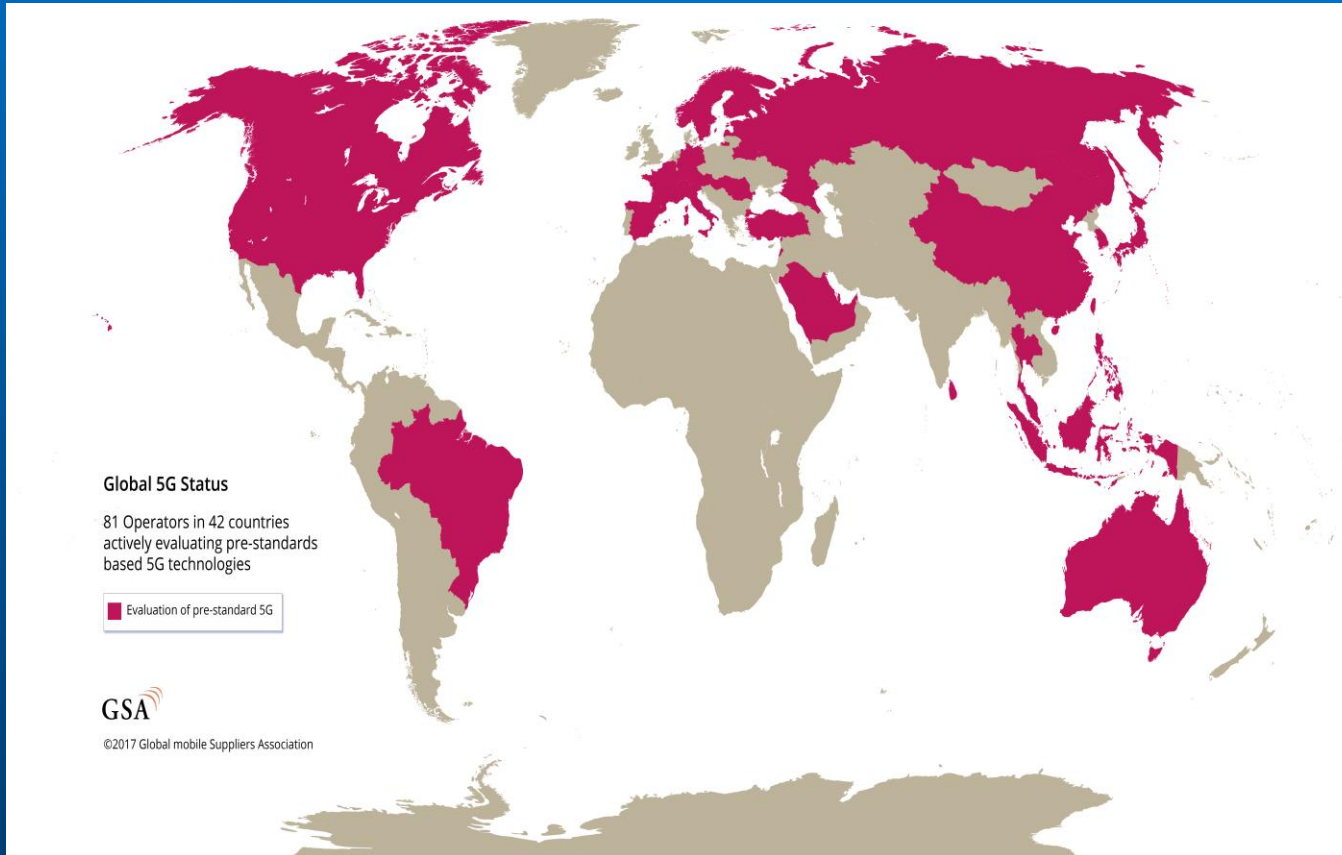 Global 5G Status
81 Operators in 42 countries
actively evaluating pre-standards
based 5G technologies
Evaluation of pre-standard 5G
GSA
©2017 Global mobile Suppliers Association